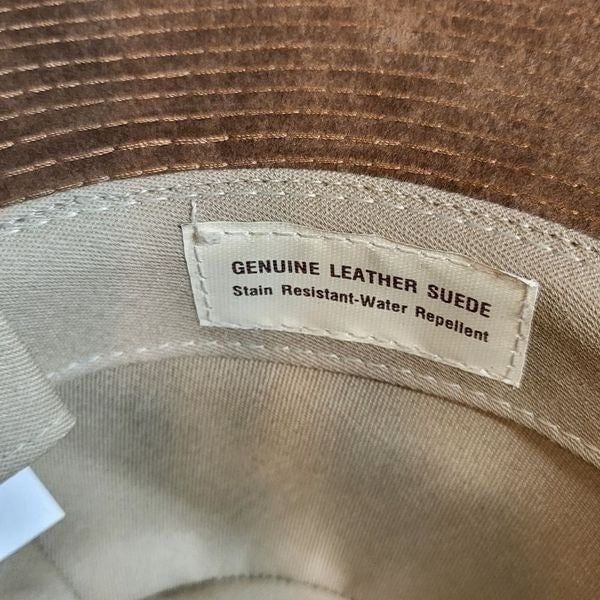 GENUINE LEATHER SUEDE
Stain Resistant-Water Repellent